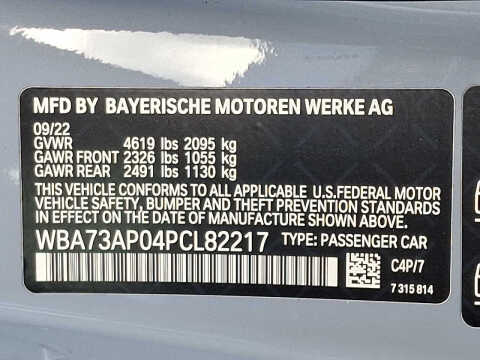 MFD BY BAYERISCHE MOTOREN WERKE AG
09/22
GVWR 4619 lbs 2095 kg
GAWR FRONT 2326 lbs 1055 kg
GAWR REAR 2491 lbs 1130 kg
THIS VEHICLE CONFORMS TO ALL APPLICABLE U.S.FEDERAL MOTOR
VEHICLE SAFETY, BUMPER AND THEFT PREVENTION STANDARDS
IN EFFECT ON THE DATE OF MANUFACTURE SHOWN ABOVE.
WBA73AP04PCL82217 TYPE: PASSENGER CAR
C4P/7
7 315 814